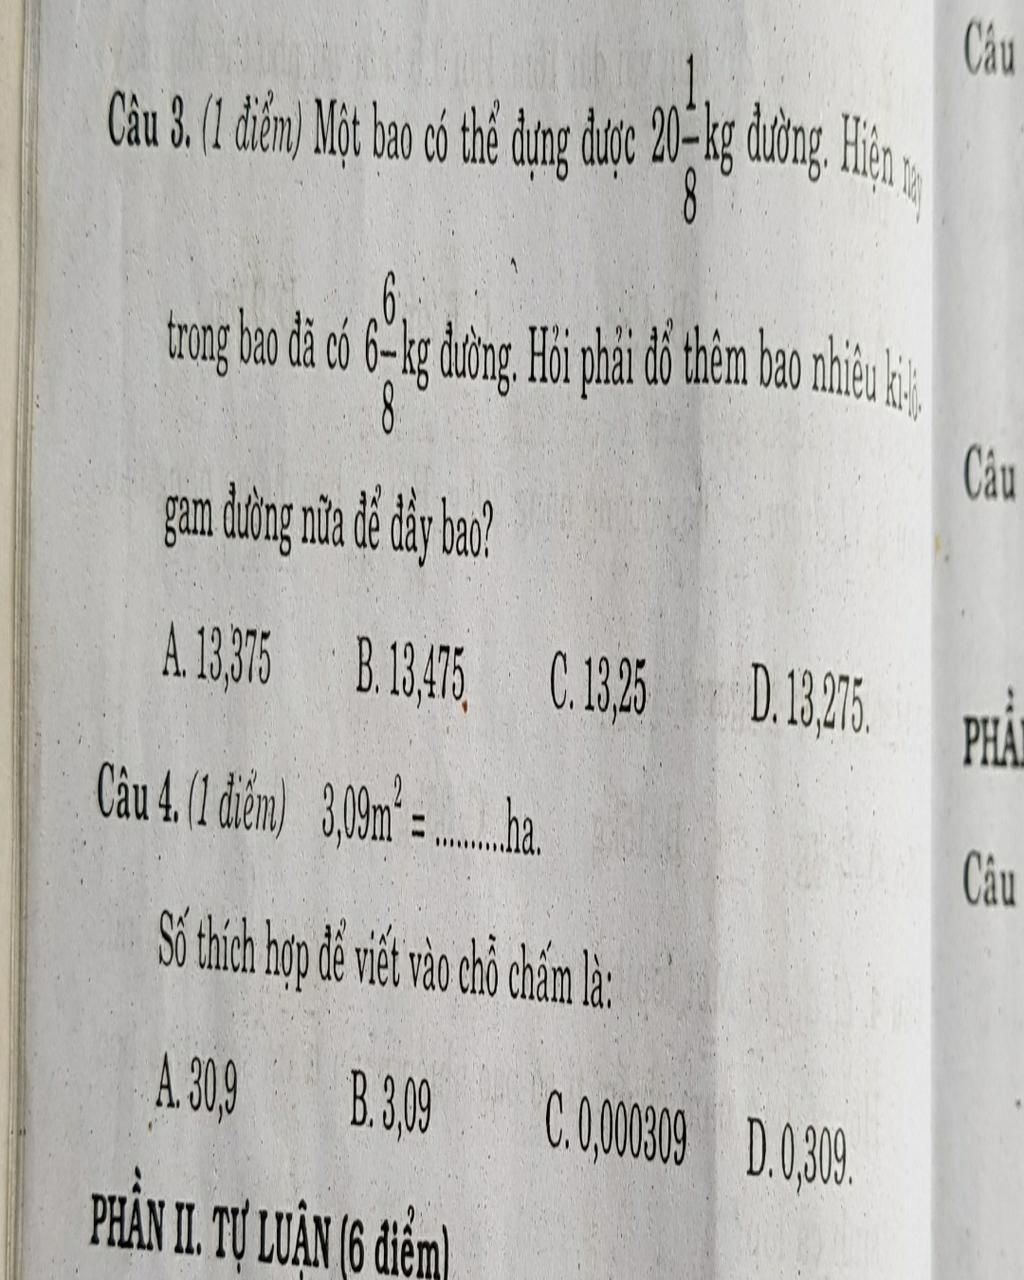 Câu 3. (1 điểm) Một bao có thể đựng được 20 1/8 kg đường. Hiện nay
trong bao đã có 6 6/8 kg đường. Hỏi phải đổ thêm bao nhiêu ki-lô-
gam đường nữa để đầy bao?
A. 13,375 B. 13,475 C. 13,25 D. 13,275.
Câu 4. (1 điểm) 3,09m² = ..........ha.
Số thích hợp để viết vào chỗ chấm là:
A. 30,9 B. 3,09 C. 0,000309 D. 0,309.
PHẦN II. TỰ LUẬN (6 điểm)
Câu
Câu
PHẦN
Câu